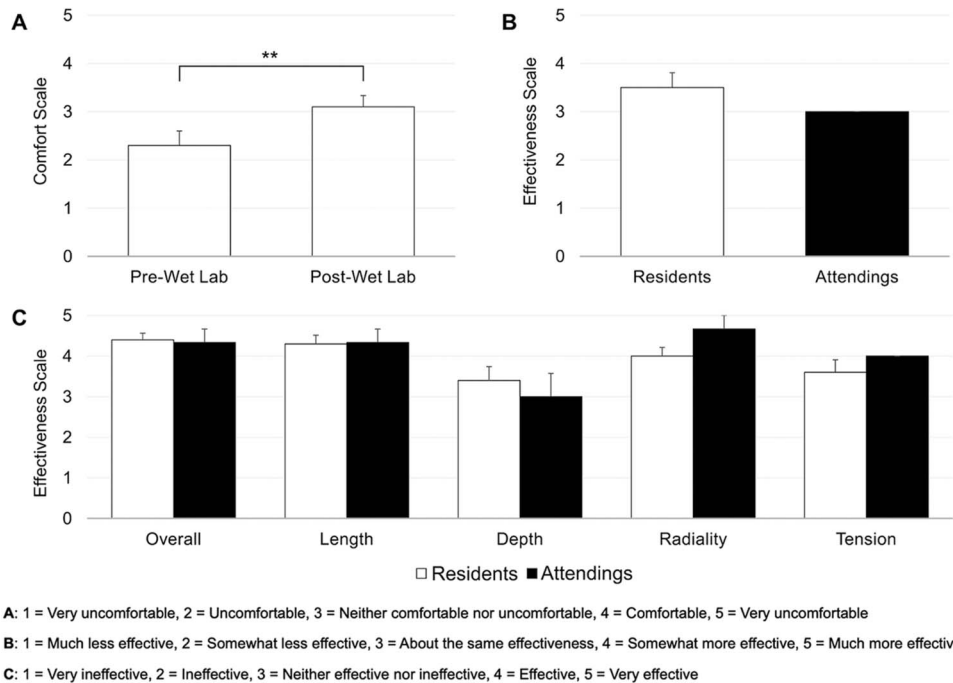 A
5
4
3
2
1
0
Comfort Scale
**
Pre-Wet Lab Post-Wet Lab
B
5
4
3
2
1
0
Effectiveness Scale
Residents Attendings
C
5
4
3
2
1
0
Effectiveness Scale
Overall Length Depth Radiality Tension
Residents Attendings
A: 1 = Very uncomfortable, 2 = Uncomfortable, 3 = Neither comfortable nor uncomfortable, 4 = Comfortable, 5 = Very uncomfortable
B: 1 = Much less effective, 2 = Somewhat less effective, 3 = About the same effectiveness, 4 = Somewhat more effective, 5 = Much more effectiv
C: 1 = Very ineffective, 2 = Ineffective, 3 = Neither effective nor ineffective, 4 = Effective, 5 = Very effective